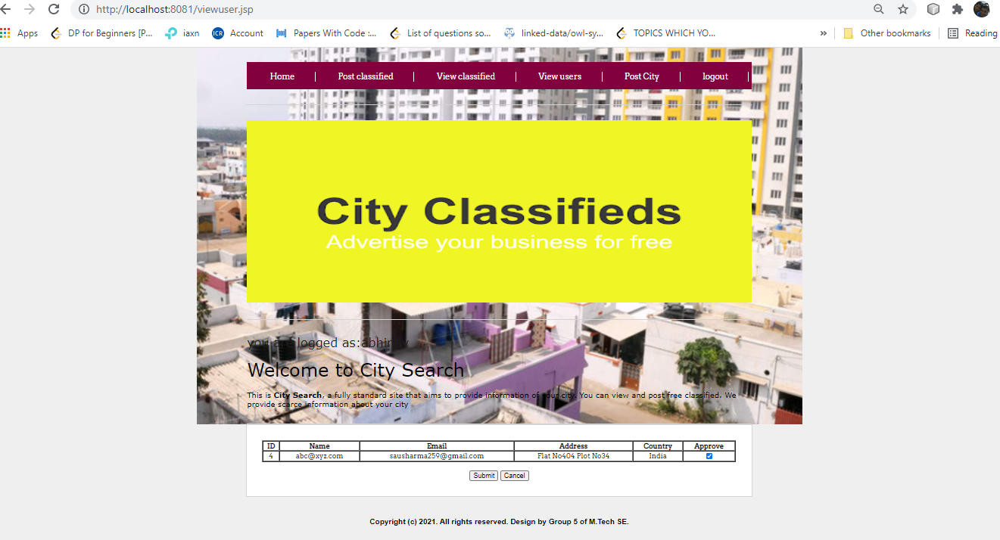 http://localhost:8081/viewuser.jsp
Apps DP for Beginners [P... iaxn ICR Account Papers With Code :... List of questions so... linked-data/owl-sy... TOPICS WHICH YO... » Other bookmarks Reading
Home Post classified View classified View users Post City logout
City Classifieds
Advertise your business for free
you are logged as:abhinav
Welcome to City Search
This is City Search, a fully standard site that aims to provide information of your city. You can view and post free classified. We
provide scarce information about your city
ID Name Email Address Country Approve
4 abc@xyz.com sausharma259@gmail.com Flat No404 Plot No34 India
Submit Cancel
Copyright (c) 2021. All rights reserved. Design by Group 5 of M.Tech SE.